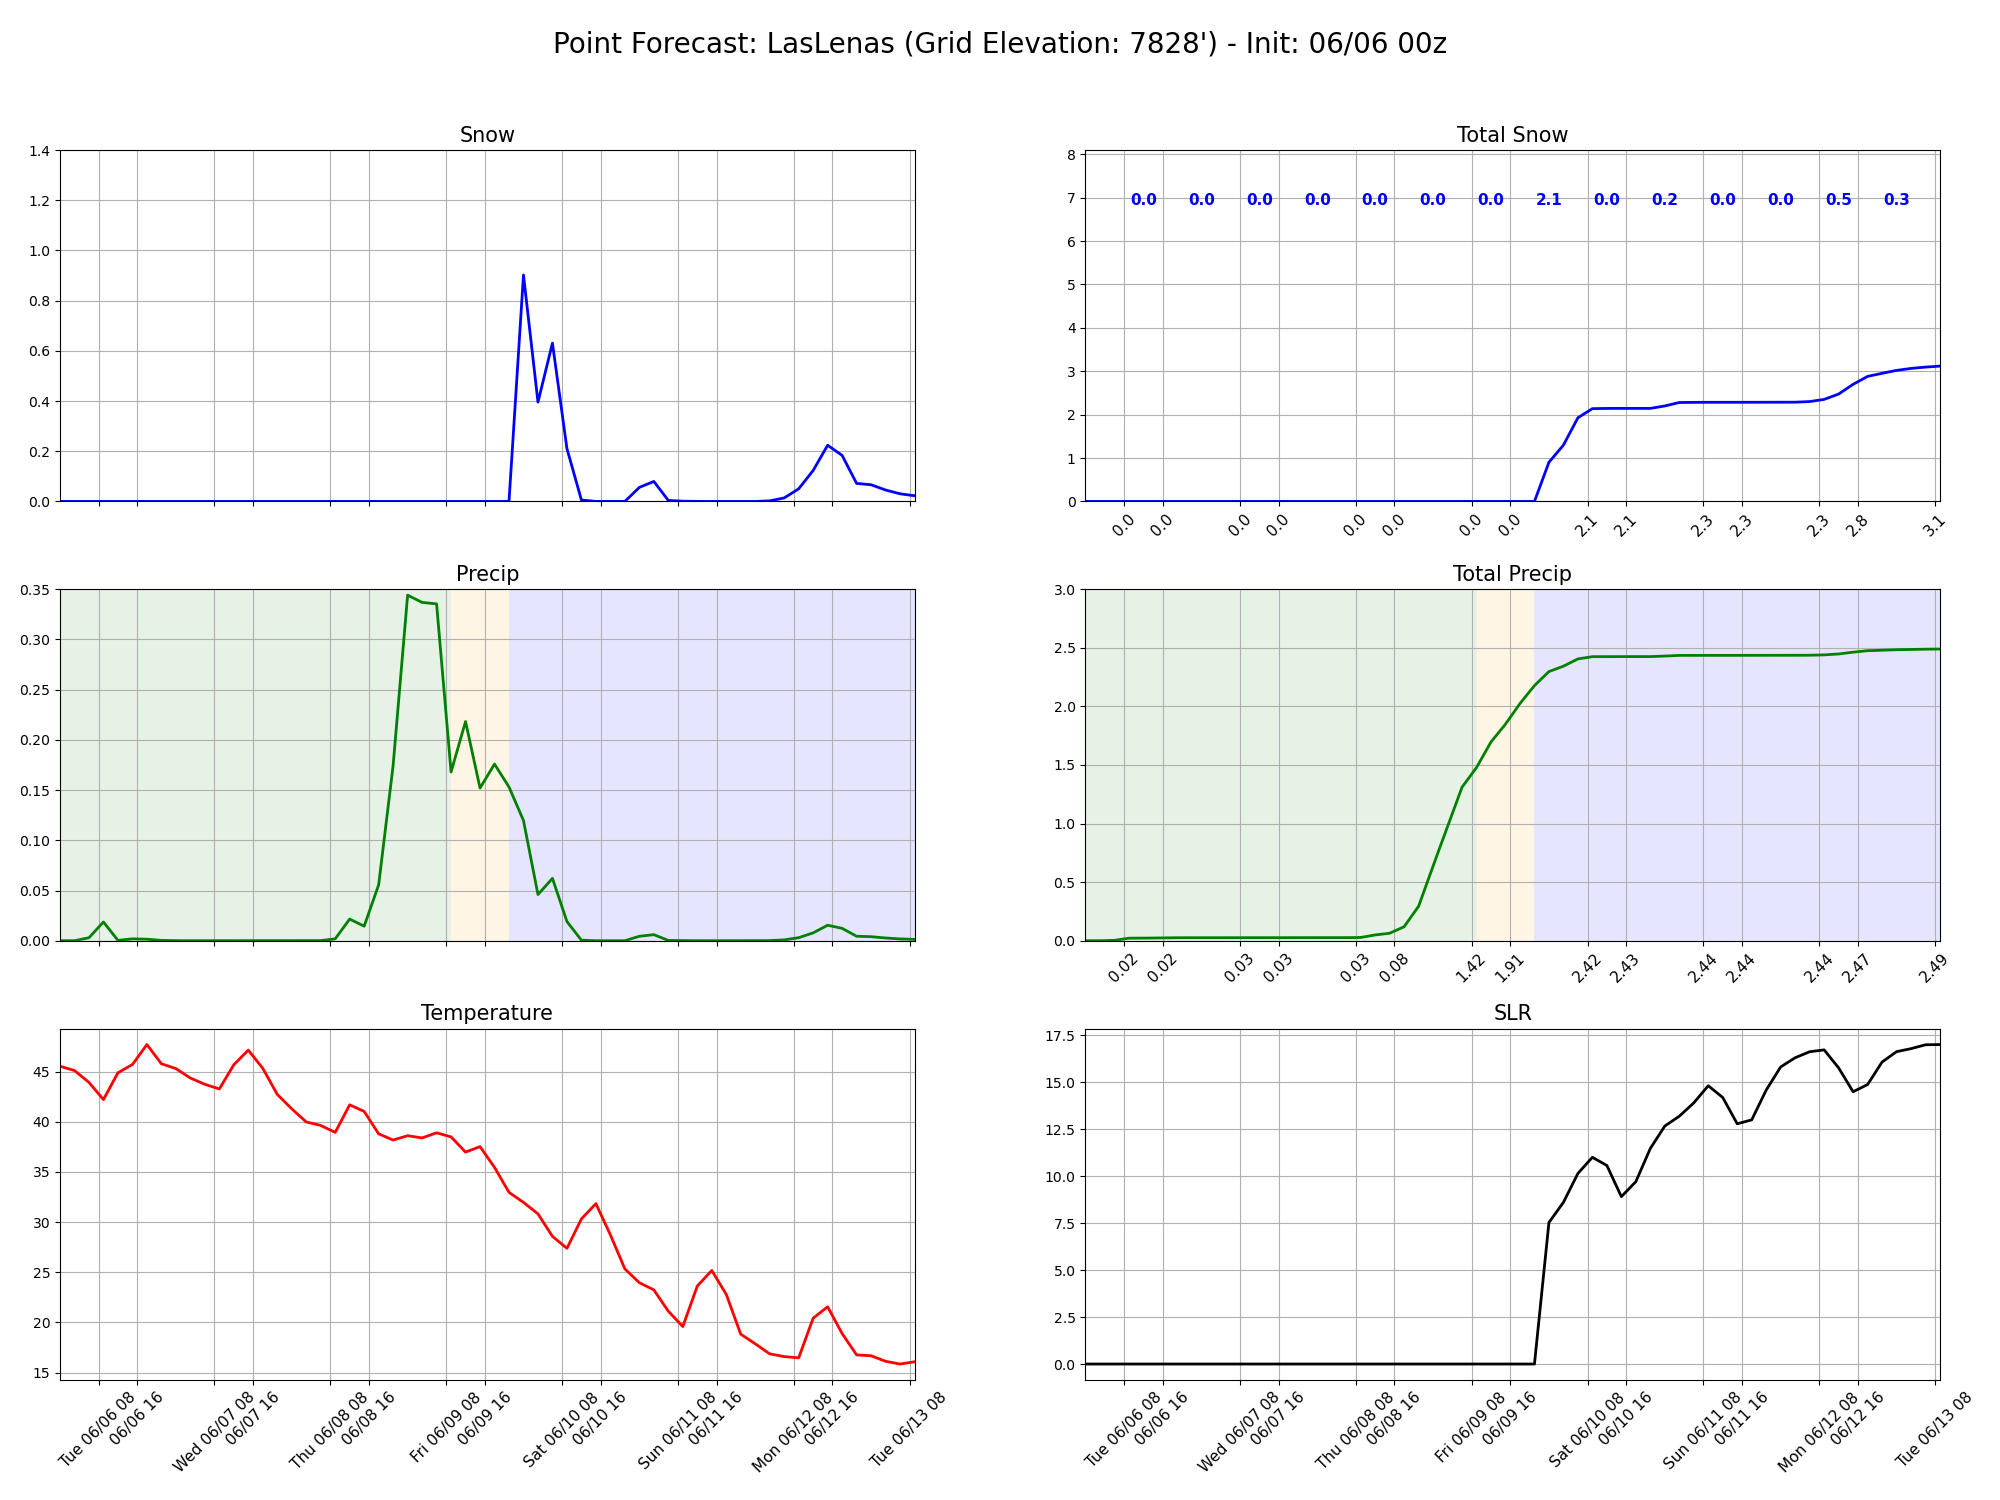 Point Forecast: LasLenas (Grid Elevation: 7828') - Init: 06/06 00z
Snow
1.4
1.2
1.0
0.8
0.6
0.4
0.2
0.0
Total Snow
8
7
6
5
4
3
2
1
0
0.0 0.0 0.0 0.0 0.0 0.0 0.0 2.1 0.0 0.2 0.0 0.0 0.5 0.3
0.0 0.0 0.0 0.0 0.0 0.0 0.0 0.0 2.1 2.1 2.3 2.3 2.3 2.8 3.1
Precip
0.35
0.30
0.25
0.20
0.15
0.10
0.05
0.00
Total Precip
3.0
2.5
2.0
1.5
1.0
0.5
0.0
0.02 0.02 0.03 0.03 0.03 0.08 1.42 1.91 2.42 2.43 2.44 2.44 2.44 2.47 2.49
Temperature
45
40
35
30
25
20
15
Tue 06/06 08
06/06 16
Wed 06/07 08
06/07 16
Thu 06/08 08
06/08 16
Fri 06/09 08
06/09 16
Sat 06/10 08
06/10 16
Sun 06/11 08
06/11 16
Mon 06/12 08
06/12 16
Tue 06/13 08
SLR
17.5
15.0
12.5
10.0
7.5
5.0
2.5
0.0
Tue 06/06 08
06/06 16
Wed 06/07 08
06/07 16
Thu 06/08 08
06/08 16
Fri 06/09 08
06/09 16
Sat 06/10 08
06/10 16
Sun 06/11 08
06/11 16
Mon 06/12 08
06/12 16
Tue 06/13 08